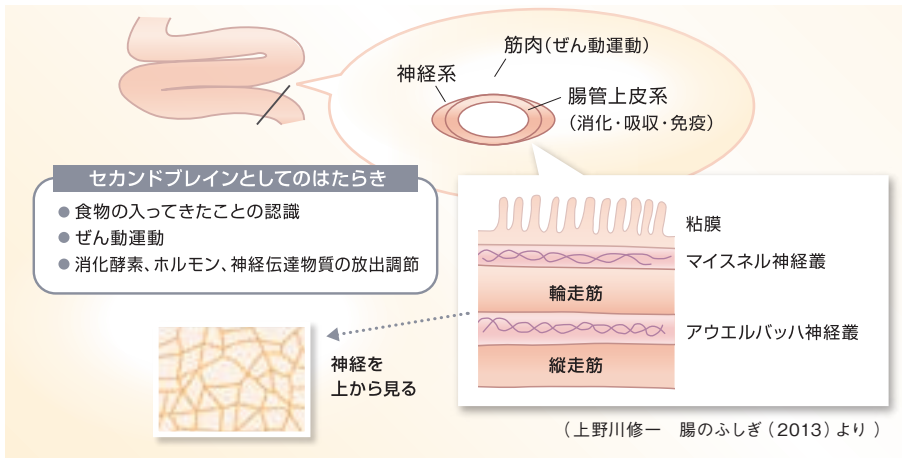 筋肉(ぜん動運動)
神経系
腸管上皮系
(消化・吸収・免疫)
セカンドブレインとしてのはたらき
● 食物の入ってきたことの認識
● ぜん動運動
● 消化酵素、ホルモン、神経伝達物質の放出調節
粘膜
マイスネル神経叢
輪走筋
アウエルバッハ神経叢
縦走筋
神経を
上から見る
(上野川修一 腸のふしぎ(2013)より )